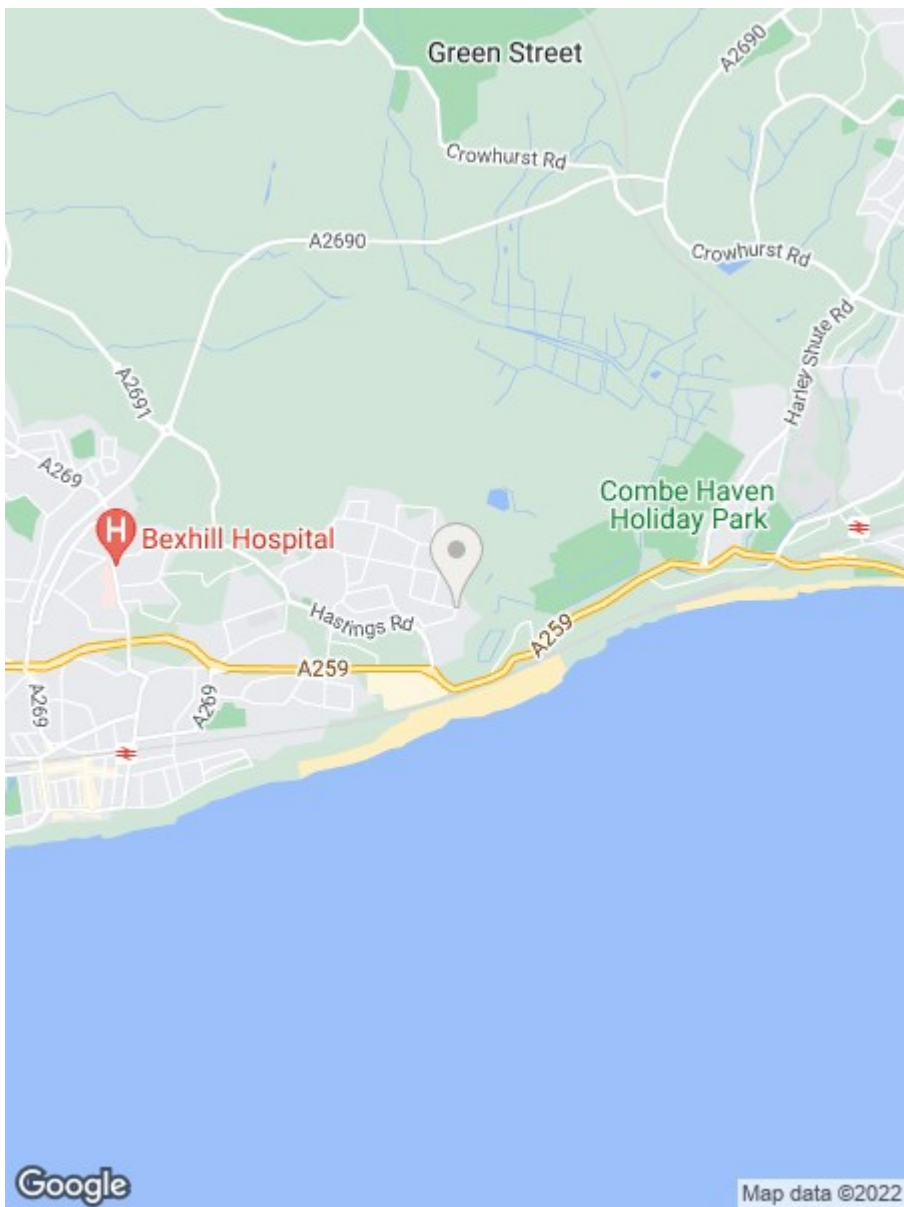 Green Street
A2690
Crowhurst Rd
A2690
Crowhurst Rd
Harley Shute Rd
A2691
A269
Combe Haven
Holiday Park
H
Bexhill Hospital
Hastings Rd
A259
A259
A269
A269
Google
Map data ©2022